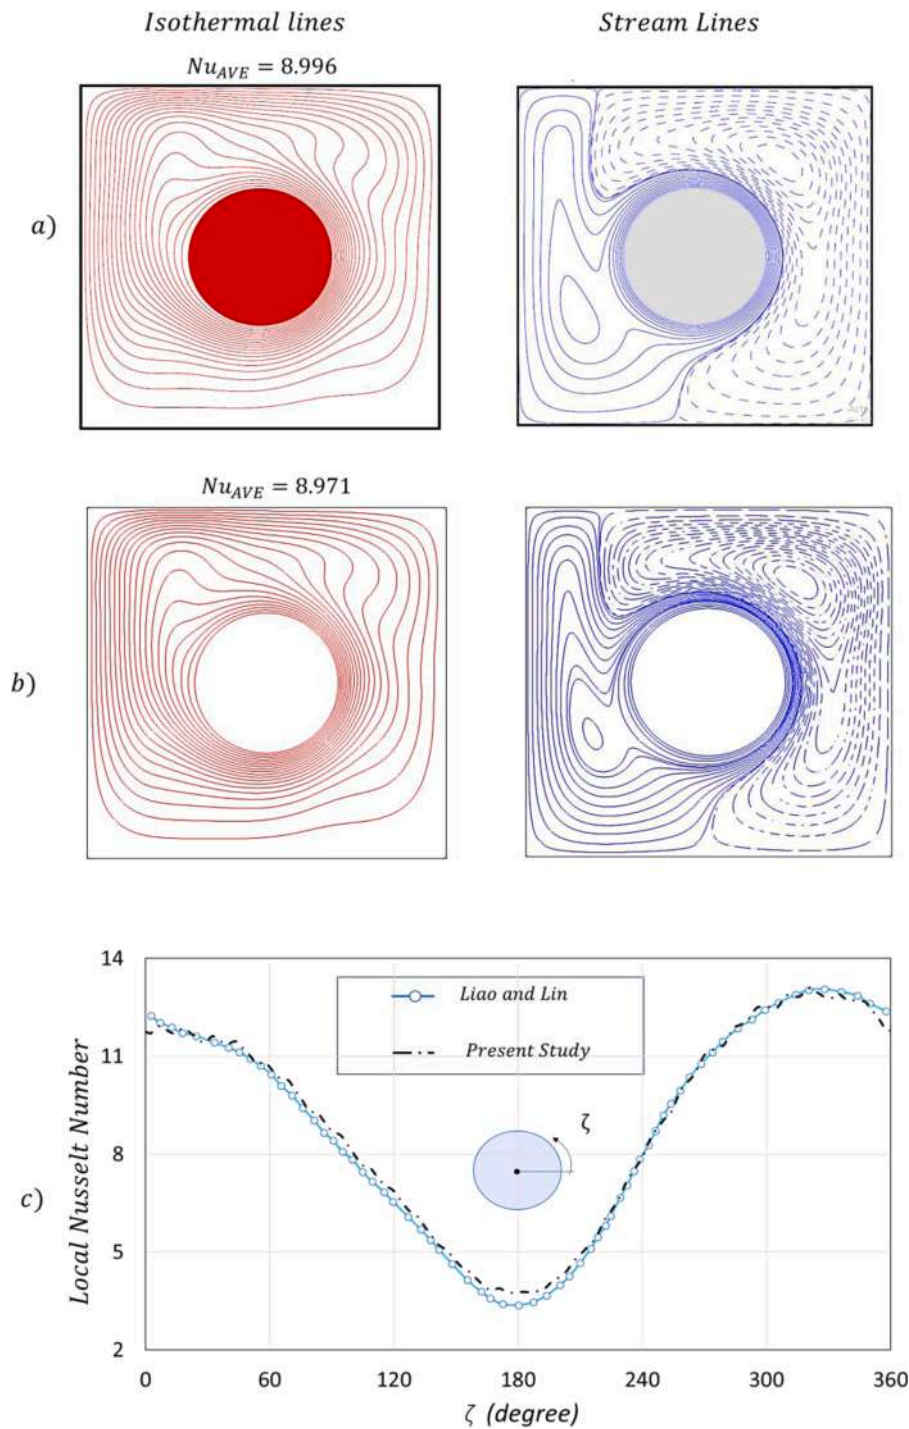 Isothermal lines Stream Lines
Nu_AVE = 8.996
a)
Nu_AVE = 8.971
b)
14
11
8
5
2
Local Nusselt Number
c)
Liao and Lin
Present Study
ζ
0 60 120 180 240 300 360
ζ (degree)